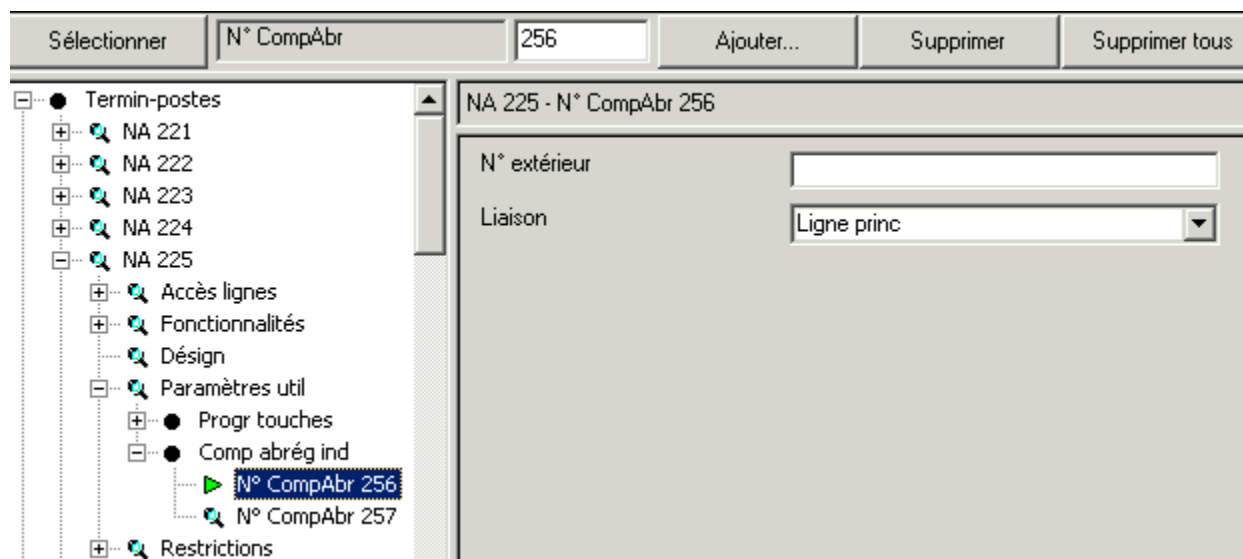 Sélectionner N° CompAbr 256 Ajouter... Supprimer Supprimer tous
Termin-postes
NA 221
NA 222
NA 223
NA 224
NA 225
Accès lignes
Fonctionnalités
Désign
Paramètres util
Progr touches
Comp abrég ind
N° CompAbr 256
N° CompAbr 257
Restrictions
NA 225 - N° CompAbr 256
N° extérieur
Liaison Ligne princ